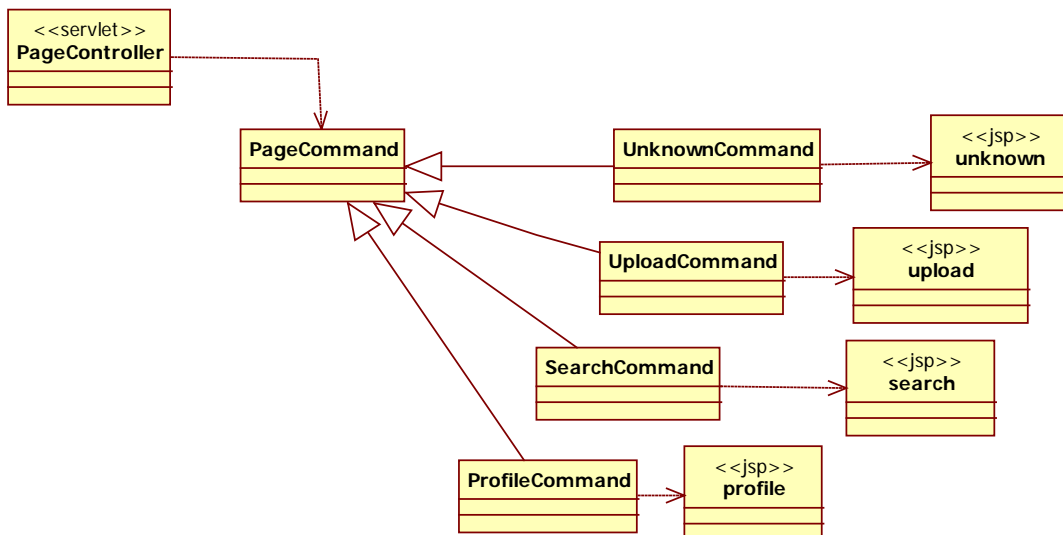 <<servlet>>
PageController
PageCommand
UnknownCommand
<<jsp>>
unknown
UploadCommand
<<jsp>>
upload
SearchCommand
<<jsp>>
search
ProfileCommand
<<jsp>>
profile